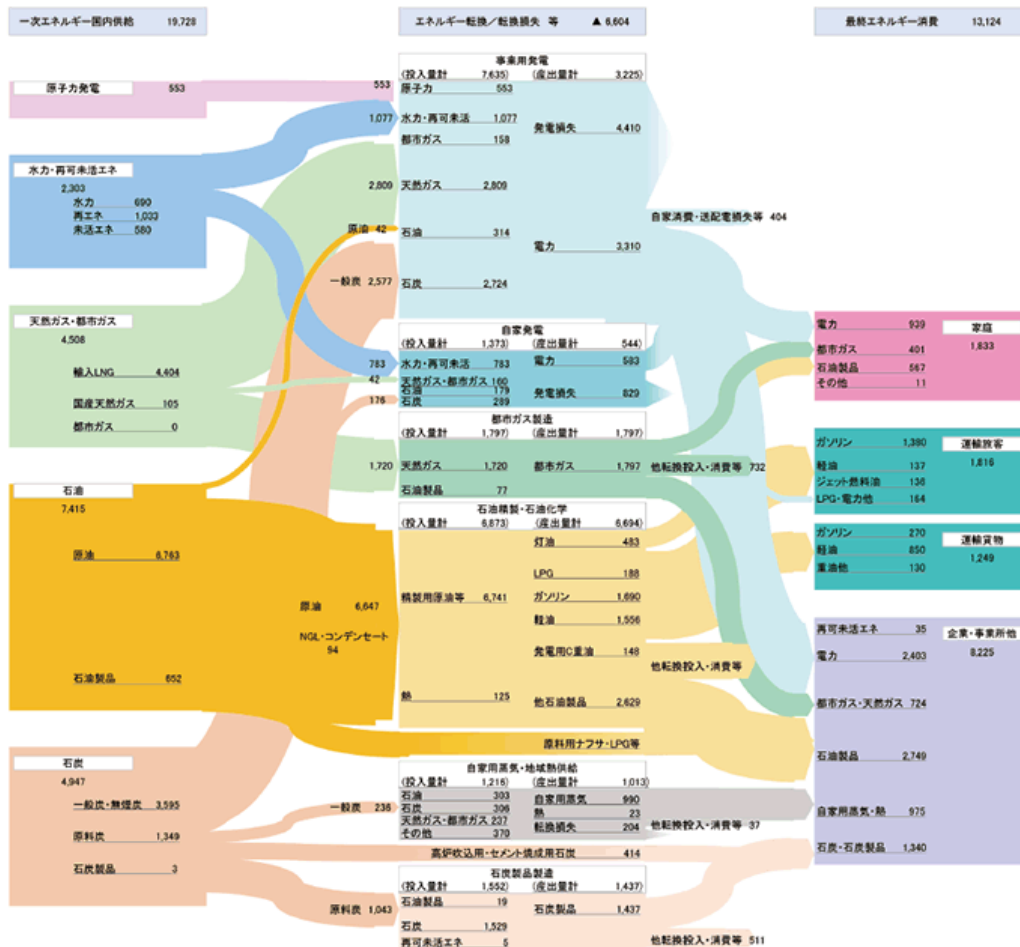 一次エネルギー国内供給 19,728
エネルギー転換／転換損失 等 ▲ 6,604
最終エネルギー消費 13,124
原子力発電 553
水力・再可未活エネ
2,303
水力 690
再エネ 1,033
未活エネ 580
天然ガス・都市ガス
4,508
輸入LNG 4,404
国産天然ガス 105
都市ガス 0
石油
7,415
原油 6,763
石油製品 652
石炭
4,947
一般炭・無煙炭 3,595
原料炭 1,349
石炭製品 3
553
1,077
2,809
原油 42
一般炭 2,577
783
42
176
1,720
原油 6,647
NGL・コンデンセート
94
一般炭 236
原料炭 1,043
事業用発電
(投入量計 7,635) (産出量計 3,225)
原子力 553
水力・再可未活 1,077
発電損失 4,410
都市ガス 158
天然ガス 2,809
石油 314
電力 3,310
石炭 2,724
自家発電
(投入量計 1,373) (産出量計 544)
水力・再可未活 783
電力 583
天然ガス・都市ガス 160
石油 179
発電損失 829
石炭 289
都市ガス製造
(投入量計 1,797) (産出量計 1,797)
天然ガス 1,720
都市ガス 1,797
石油製品 77
石油精製・石油化学
(投入量計 6,873) (産出量計 6,694)
灯油 483
LPG 188
精製用原油等 6,741
ガソリン 1,690
軽油 1,556
発電用C重油 148
熱 125
他石油製品 2,629
原料用ナフサ・LPG等
自家用蒸気・地域熱供給
(投入量計 1,216) (産出量計 1,013)
石油 303
自家用蒸気 990
石炭 306
熱 23
天然ガス・都市ガス 237
転換損失 204
その他 370
高炉吹込用・セメント焼成用石炭 414
石炭製品製造
(投入量計 1,552) (産出量計 1,437)
石油製品 19
石炭製品 1,437
石炭 1,529
再可未活エネ 5
自家消費・送配電損失等 404
他転換投入・消費等 732
他転換投入・消費等
他転換投入・消費等 37
他転換投入・消費等 511
家庭
1,833
電力 939
都市ガス 401
石油製品 567
その他 11
運輸旅客
1,816
ガソリン 1,380
軽油 137
ジェット燃料油 136
LPG・電力他 164
運輸貨物
1,249
ガソリン 270
軽油 850
重油他 130
企業・事業所他
8,225
再可未活エネ 35
電力 2,403
都市ガス・天然ガス 724
石油製品 2,749
自家用蒸気・熱 975
石炭・石炭製品 1,340